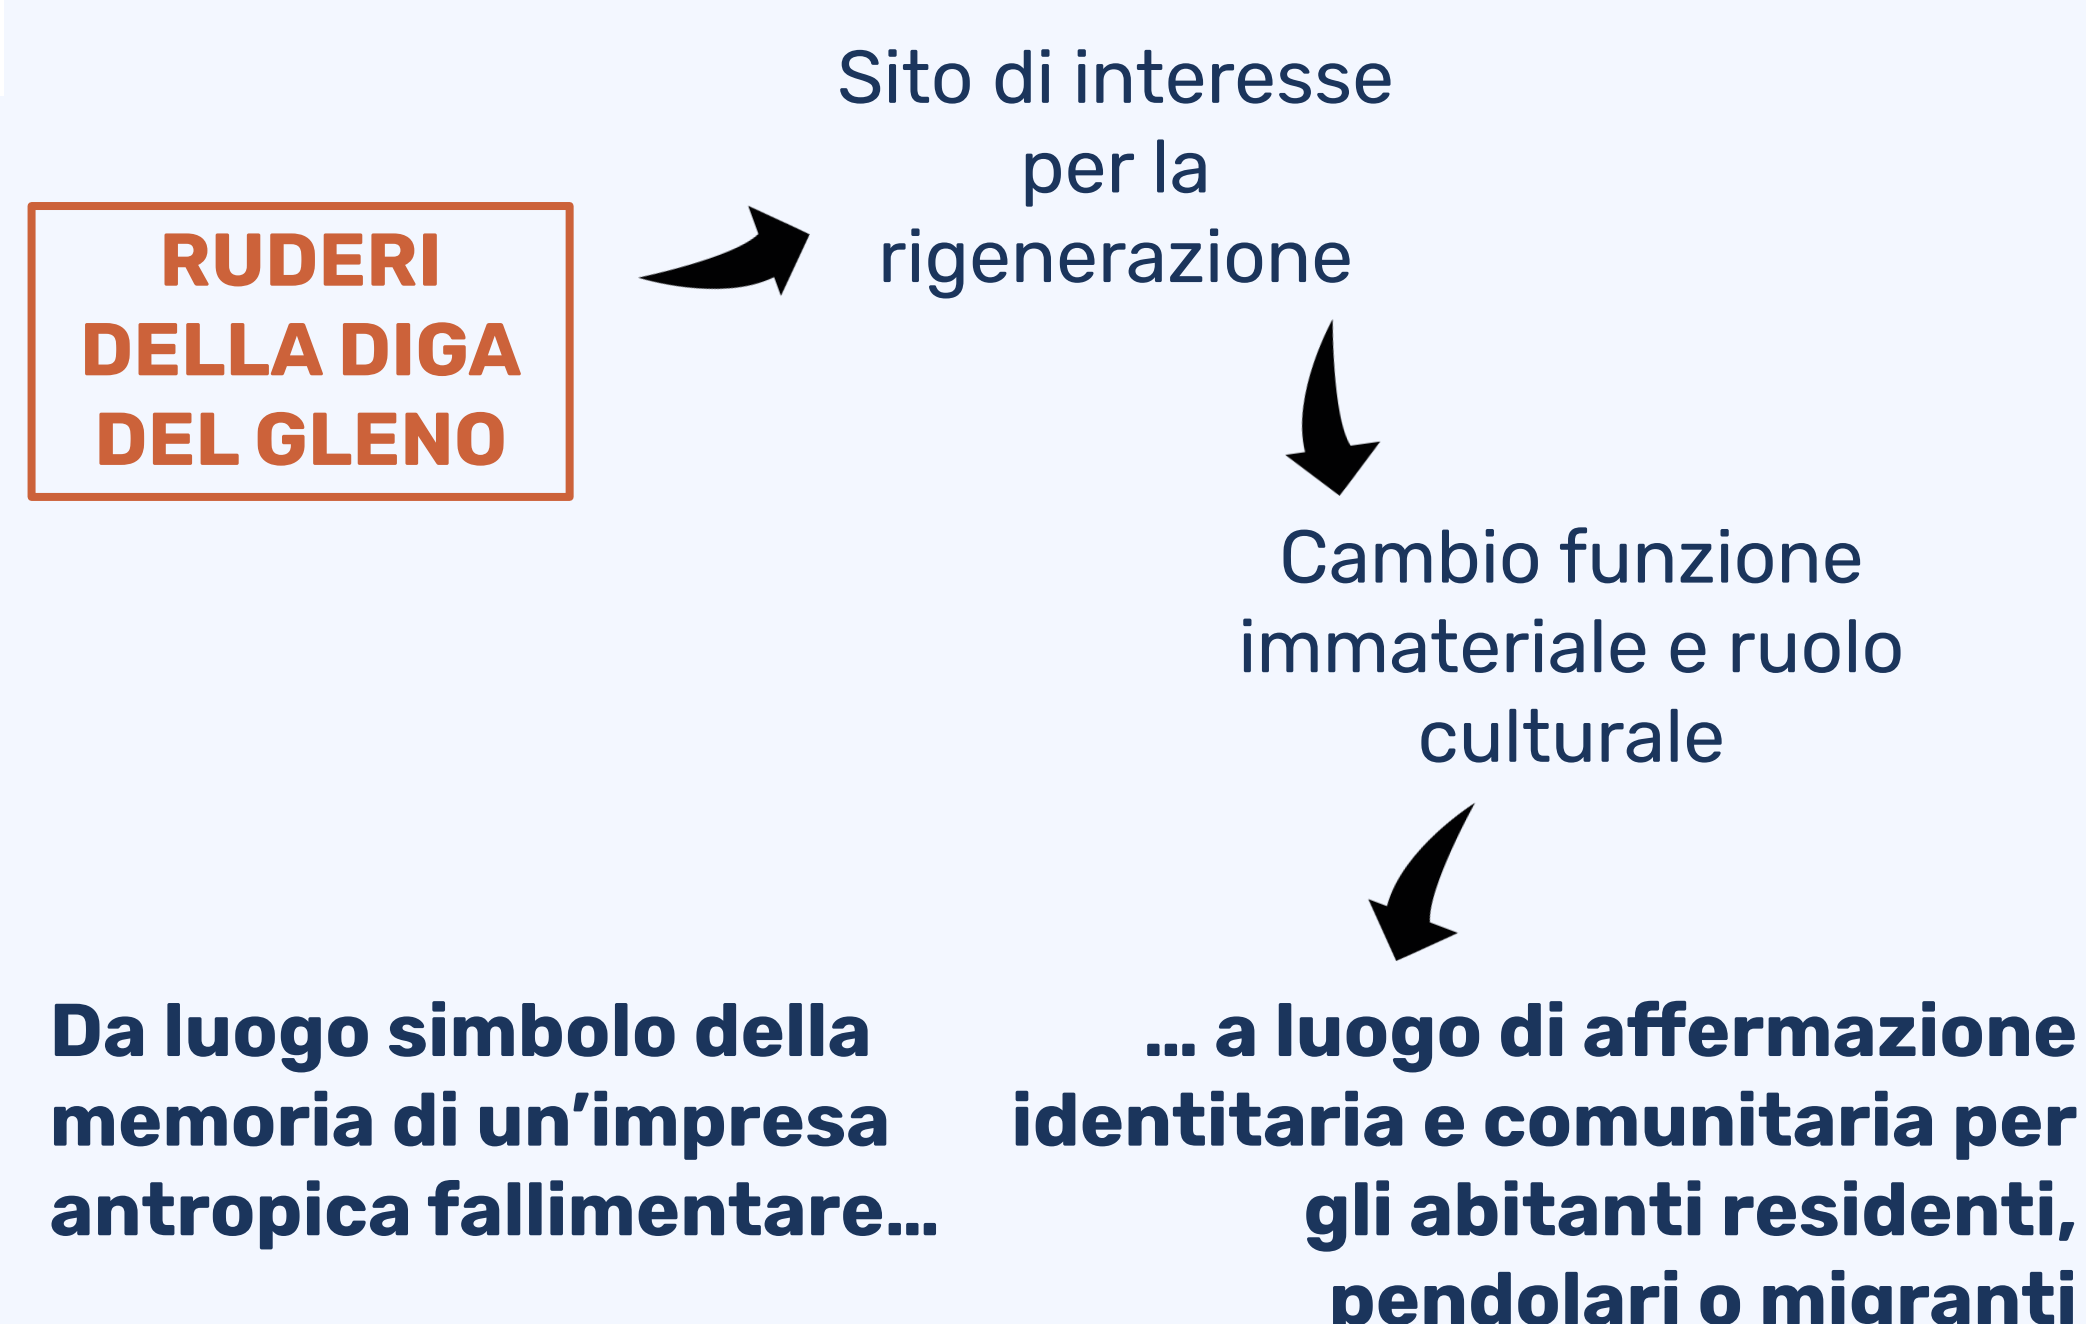 Sito di interesse
per la
rigenerazione
RUDERI
DELLA DIGA
DEL GLENO
Cambio funzione
immateriale e ruolo
culturale
Da luogo simbolo della
memoria di un’impresa
antropica fallimentare…
… a luogo di affermazione
identitaria e comunitaria per
gli abitanti residenti,
pendolari o migranti